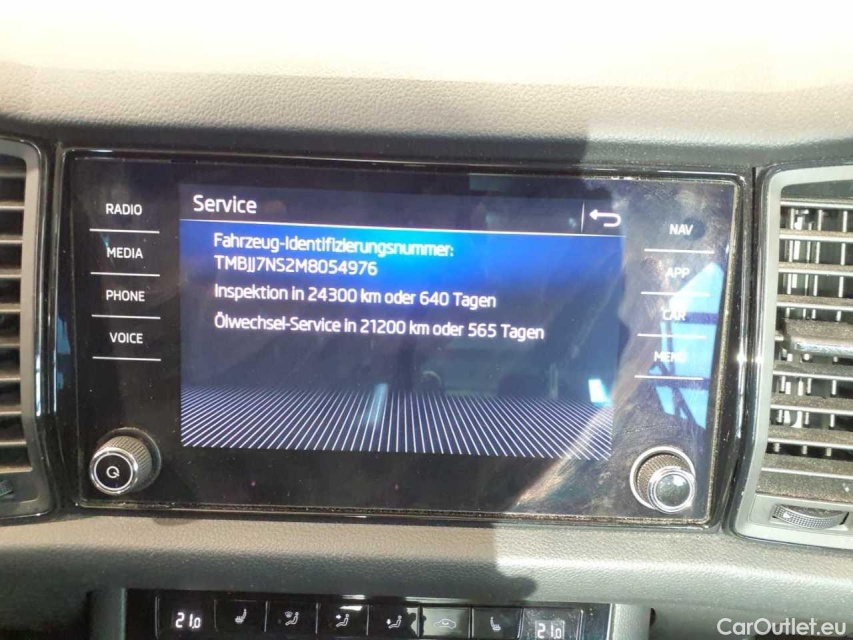 RADIO
MEDIA
PHONE
VOICE
Service
Fahrzeug-Identifizierungsnummer:
TMBJJ7NS2M8054976
Inspektion in 24300 km oder 640 Tagen
Ölwechsel-Service in 21200 km oder 565 Tagen
NAV
APP
CAR
MENU
21.0
21.0
CarOutlet.eu